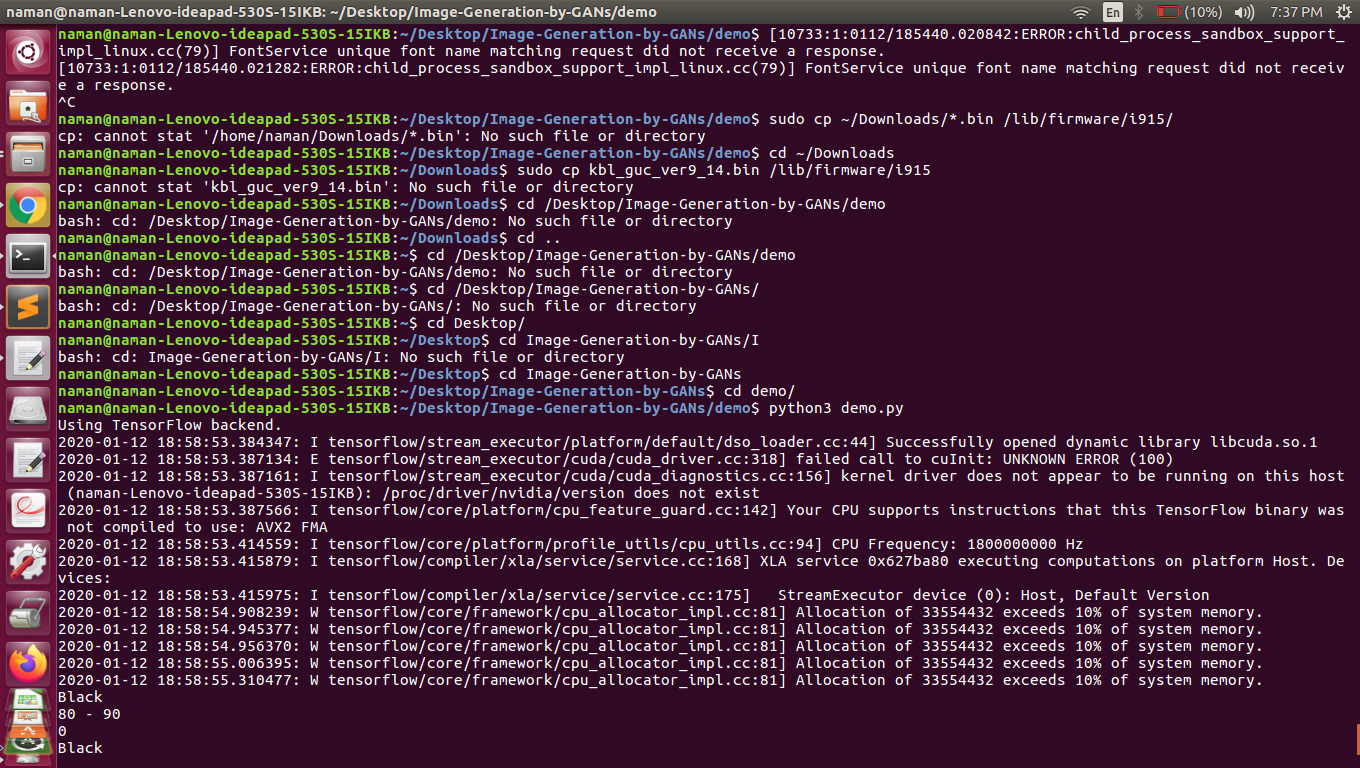 naman@naman-Lenovo-ideapad-530S-15IKB: ~/Desktop/Image-Generation-by-GANs/demo En (10%) 7:37 PM
naman@naman-Lenovo-ideapad-530S-15IKB:~/Desktop/Image-Generation-by-GANs/demo$ [10733:1:0112/185440.020842:ERROR:child_process_sandbox_support_
impl_linux.cc(79)] FontService unique font name matching request did not receive a response.
[10733:1:0112/185440.021282:ERROR:child_process_sandbox_support_impl_linux.cc(79)] FontService unique font name matching request did not receiv
e a response.
^C
naman@naman-Lenovo-ideapad-530S-15IKB:~/Desktop/Image-Generation-by-GANs/demo$ sudo cp ~/Downloads/*.bin /lib/firmware/i915/
cp: cannot stat '/home/naman/Downloads/*.bin': No such file or directory
naman@naman-Lenovo-ideapad-530S-15IKB:~/Desktop/Image-Generation-by-GANs/demo$ cd ~/Downloads
naman@naman-Lenovo-ideapad-530S-15IKB:~/Downloads$ sudo cp kbl_guc_ver9_14.bin /lib/firmware/i915
cp: cannot stat 'kbl_guc_ver9_14.bin': No such file or directory
naman@naman-Lenovo-ideapad-530S-15IKB:~/Downloads$ cd /Desktop/Image-Generation-by-GANs/demo
bash: cd: /Desktop/Image-Generation-by-GANs/demo: No such file or directory
naman@naman-Lenovo-ideapad-530S-15IKB:~/Downloads$ cd ..
naman@naman-Lenovo-ideapad-530S-15IKB:~$ cd /Desktop/Image-Generation-by-GANs/demo
bash: cd: /Desktop/Image-Generation-by-GANs/demo: No such file or directory
naman@naman-Lenovo-ideapad-530S-15IKB:~$ cd /Desktop/Image-Generation-by-GANs/
bash: cd: /Desktop/Image-Generation-by-GANs/: No such file or directory
naman@naman-Lenovo-ideapad-530S-15IKB:~$ cd Desktop/
naman@naman-Lenovo-ideapad-530S-15IKB:~/Desktop$ cd Image-Generation-by-GANs/I
bash: cd: Image-Generation-by-GANs/I: No such file or directory
naman@naman-Lenovo-ideapad-530S-15IKB:~/Desktop$ cd Image-Generation-by-GANs
naman@naman-Lenovo-ideapad-530S-15IKB:~/Desktop/Image-Generation-by-GANs$ cd demo/
naman@naman-Lenovo-ideapad-530S-15IKB:~/Desktop/Image-Generation-by-GANs/demo$ python3 demo.py
Using TensorFlow backend.
2020-01-12 18:58:53.384347: I tensorflow/stream_executor/platform/default/dso_loader.cc:44] Successfully opened dynamic library libcuda.so.1
2020-01-12 18:58:53.387134: E tensorflow/stream_executor/cuda/cuda_driver.cc:318] failed call to cuInit: UNKNOWN ERROR (100)
2020-01-12 18:58:53.387161: I tensorflow/stream_executor/cuda/cuda_diagnostics.cc:156] kernel driver does not appear to be running on this host
(naman-Lenovo-ideapad-530S-15IKB): /proc/driver/nvidia/version does not exist
2020-01-12 18:58:53.387566: I tensorflow/core/platform/cpu_feature_guard.cc:142] Your CPU supports instructions that this TensorFlow binary was
not compiled to use: AVX2 FMA
2020-01-12 18:58:53.414559: I tensorflow/core/platform/profile_utils/cpu_utils.cc:94] CPU Frequency: 1800000000 Hz
2020-01-12 18:58:53.415879: I tensorflow/compiler/xla/service/service.cc:168] XLA service 0x627ba80 executing computations on platform Host. De
vices:
2020-01-12 18:58:53.415975: I tensorflow/compiler/xla/service/service.cc:175]   StreamExecutor device (0): Host, Default Version
2020-01-12 18:58:54.908239: W tensorflow/core/framework/cpu_allocator_impl.cc:81] Allocation of 33554432 exceeds 10% of system memory.
2020-01-12 18:58:54.945377: W tensorflow/core/framework/cpu_allocator_impl.cc:81] Allocation of 33554432 exceeds 10% of system memory.
2020-01-12 18:58:54.956370: W tensorflow/core/framework/cpu_allocator_impl.cc:81] Allocation of 33554432 exceeds 10% of system memory.
2020-01-12 18:58:55.006395: W tensorflow/core/framework/cpu_allocator_impl.cc:81] Allocation of 33554432 exceeds 10% of system memory.
2020-01-12 18:58:55.310477: W tensorflow/core/framework/cpu_allocator_impl.cc:81] Allocation of 33554432 exceeds 10% of system memory.
Black
80 - 90
0
Black